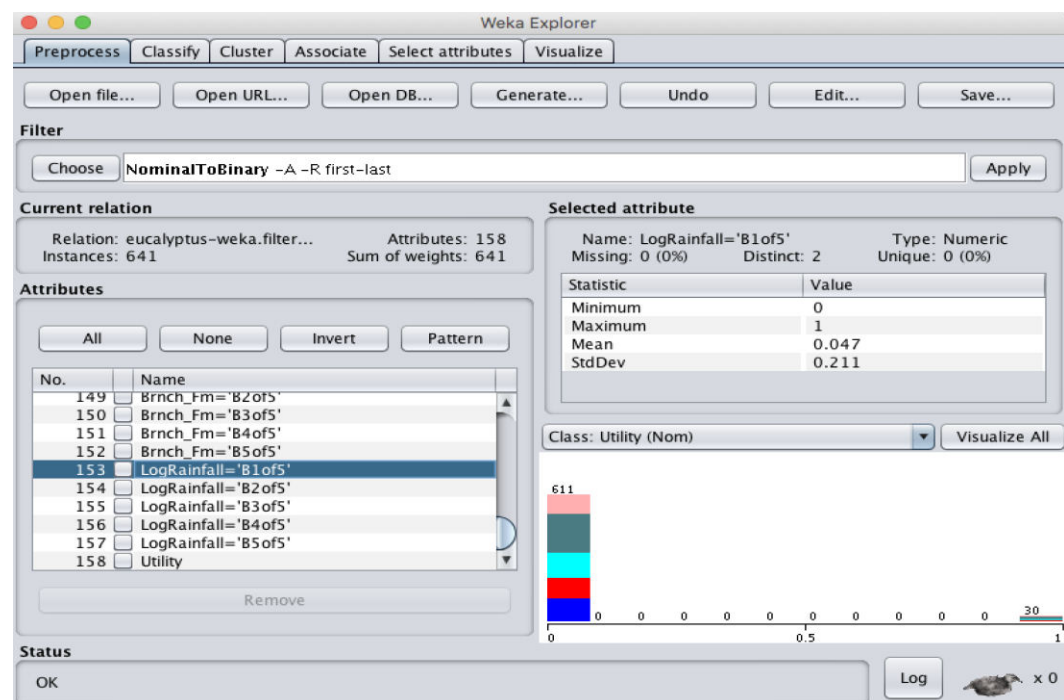 Weka Explorer
Preprocess Classify Cluster Associate Select attributes Visualize
Open file... Open URL... Open DB... Generate... Undo Edit... Save...
Filter
Choose NominalToBinary -A -R first-last Apply
Current relation
Relation: eucalyptus-weka.filter... Attributes: 158
Instances: 641 Sum of weights: 641
Attributes
All None Invert Pattern
No. Name
149 Brnch_Fm='B2of5'
150 Brnch_Fm='B3of5'
151 Brnch_Fm='B4of5'
152 Brnch_Fm='B5of5'
153 LogRainfall='B1of5'
154 LogRainfall='B2of5'
155 LogRainfall='B3of5'
156 LogRainfall='B4of5'
157 LogRainfall='B5of5'
158 Utility
Remove
Selected attribute
Name: LogRainfall='B1of5' Type: Numeric
Missing: 0 (0%) Distinct: 2 Unique: 0 (0%)
Statistic Value
Minimum 0
Maximum 1
Mean 0.047
StdDev 0.211
Class: Utility (Nom) Visualize All
611
0 0 0 0 0 0 0 0 0 0 30
0 0.5 1
Status
OK
Log x 0